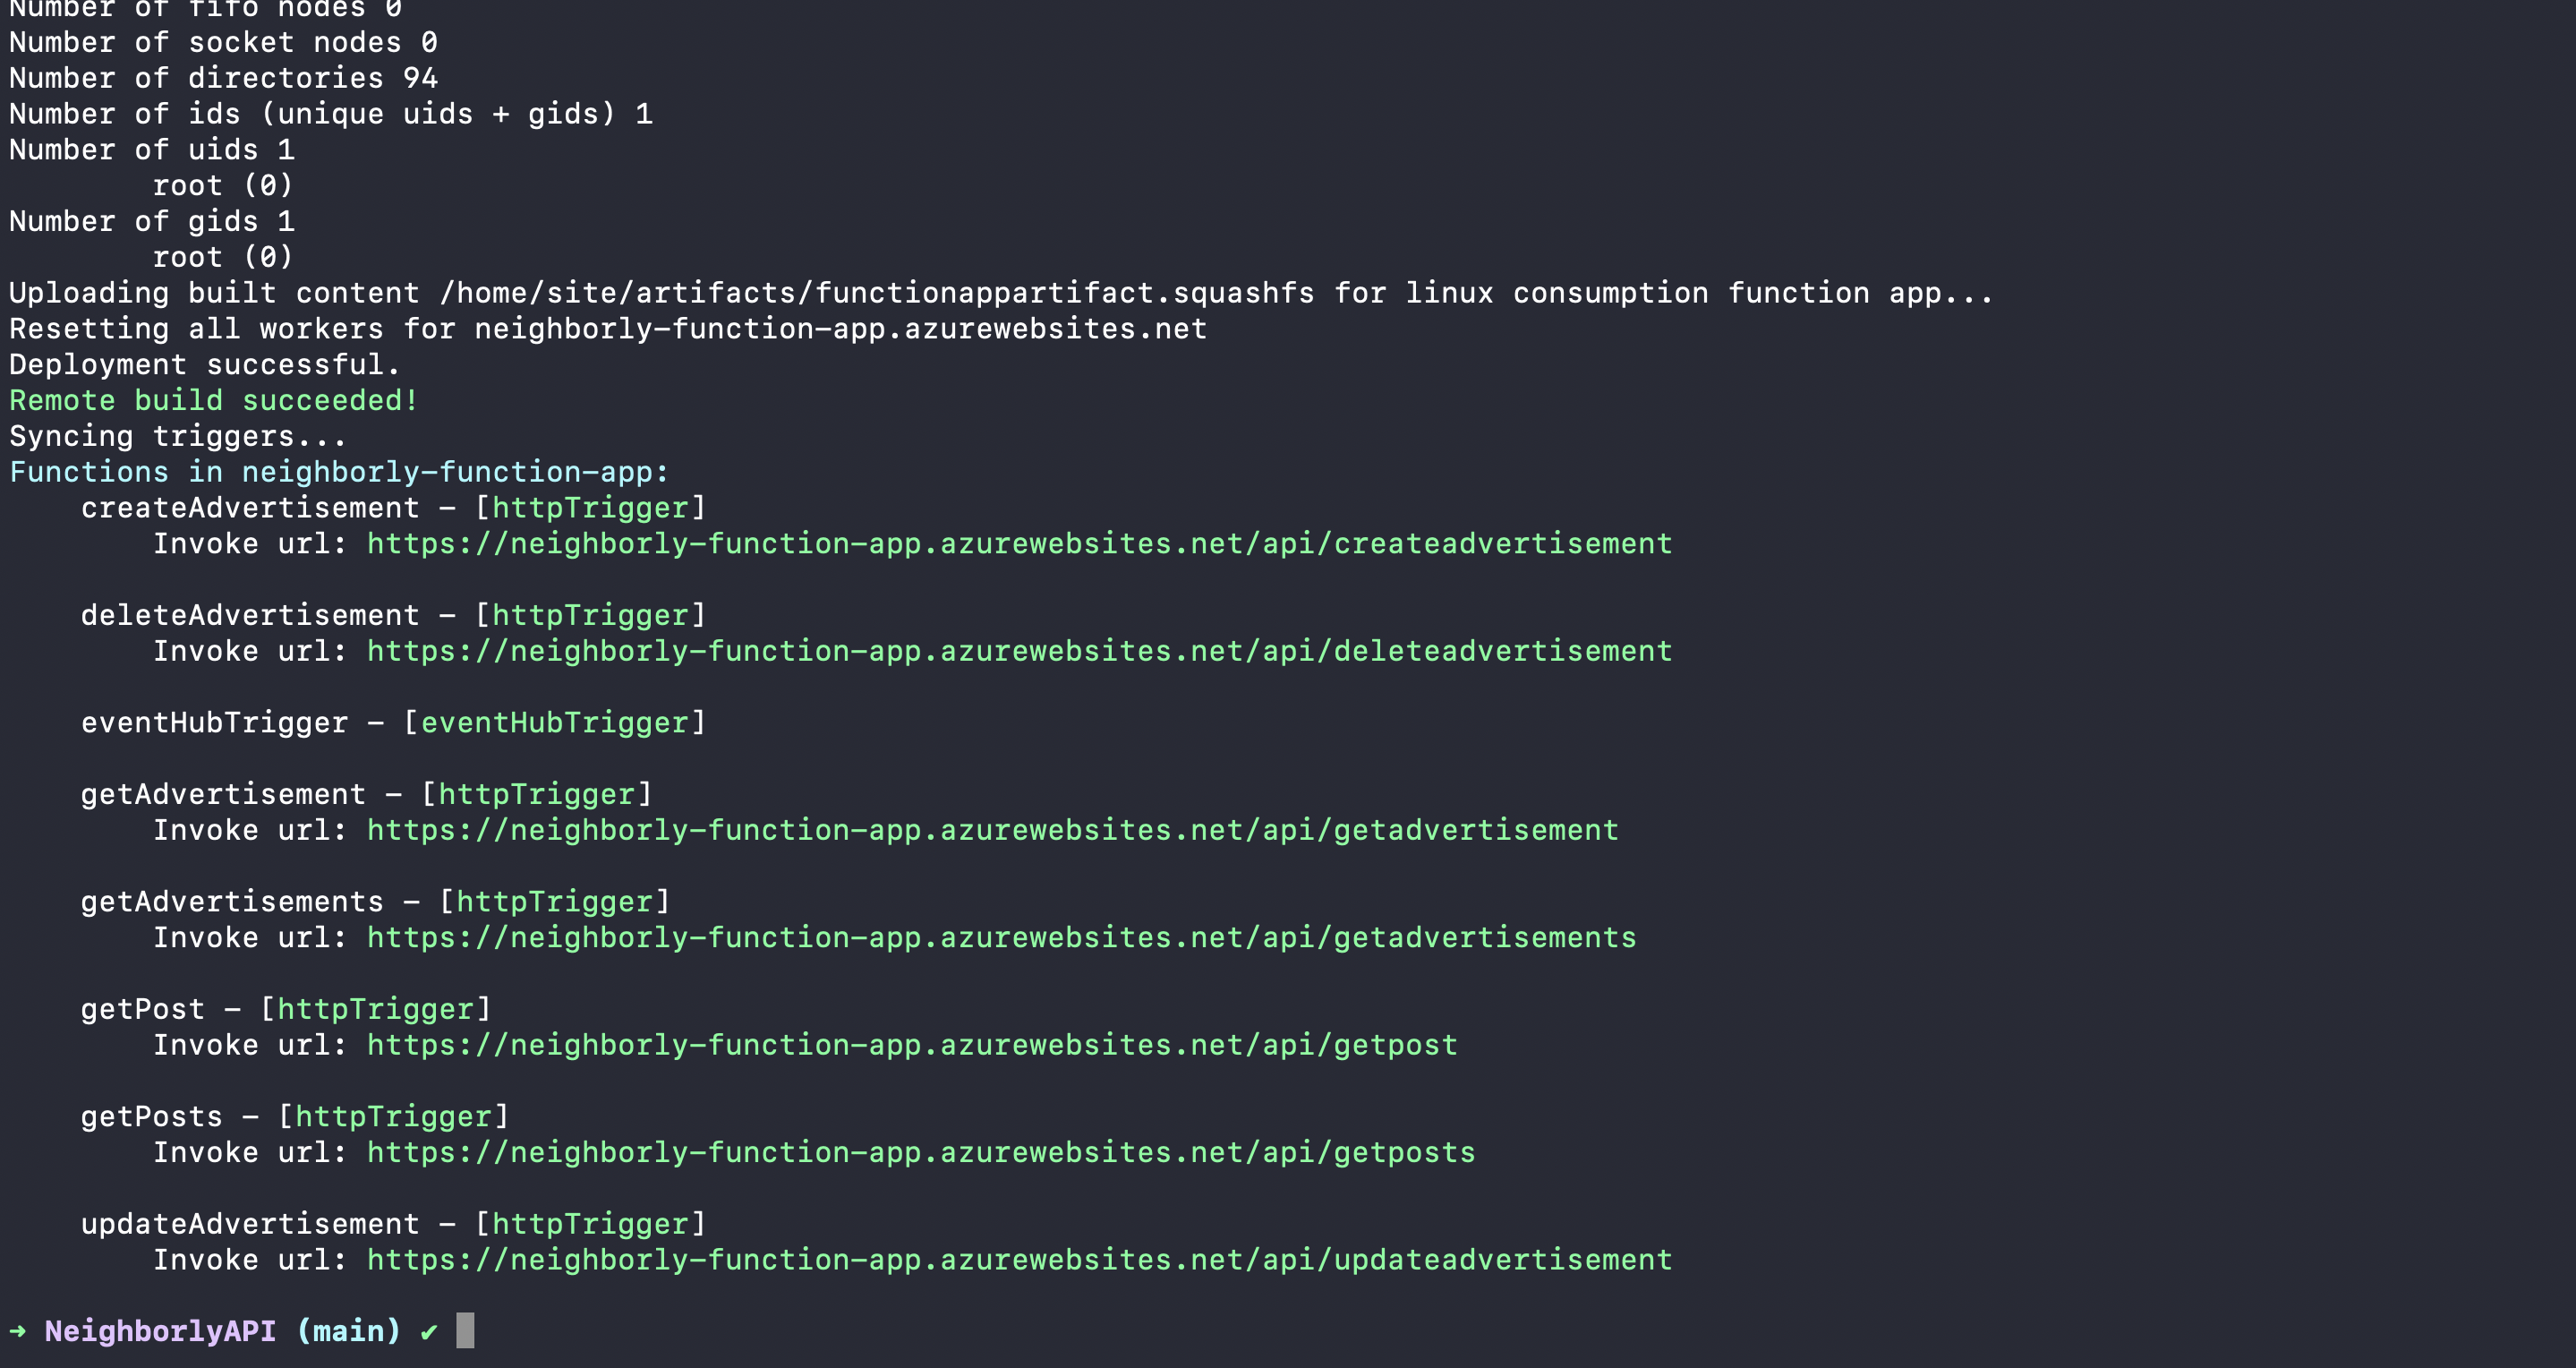 Number of fifo nodes 0
Number of socket nodes 0
Number of directories 94
Number of ids (unique uids + gids) 1
Number of uids 1
root (0)
Number of gids 1
root (0)
Uploading built content /home/site/artifacts/functionappartifact.squashfs for linux consumption function app...
Resetting all workers for neighborly-function-app.azurewebsites.net
Deployment successful.
Remote build succeeded!
Syncing triggers...
Functions in neighborly-function-app:
createAdvertisement - [httpTrigger]
Invoke url: https://neighborly-function-app.azurewebsites.net/api/createadvertisement
deleteAdvertisement - [httpTrigger]
Invoke url: https://neighborly-function-app.azurewebsites.net/api/deleteadvertisement
eventHubTrigger - [eventHubTrigger]
getAdvertisement - [httpTrigger]
Invoke url: https://neighborly-function-app.azurewebsites.net/api/getadvertisement
getAdvertisements - [httpTrigger]
Invoke url: https://neighborly-function-app.azurewebsites.net/api/getadvertisements
getPost - [httpTrigger]
Invoke url: https://neighborly-function-app.azurewebsites.net/api/getpost
getPosts - [httpTrigger]
Invoke url: https://neighborly-function-app.azurewebsites.net/api/getposts
updateAdvertisement - [httpTrigger]
Invoke url: https://neighborly-function-app.azurewebsites.net/api/updateadvertisement
➜ NeighborlyAPI (main) ✔